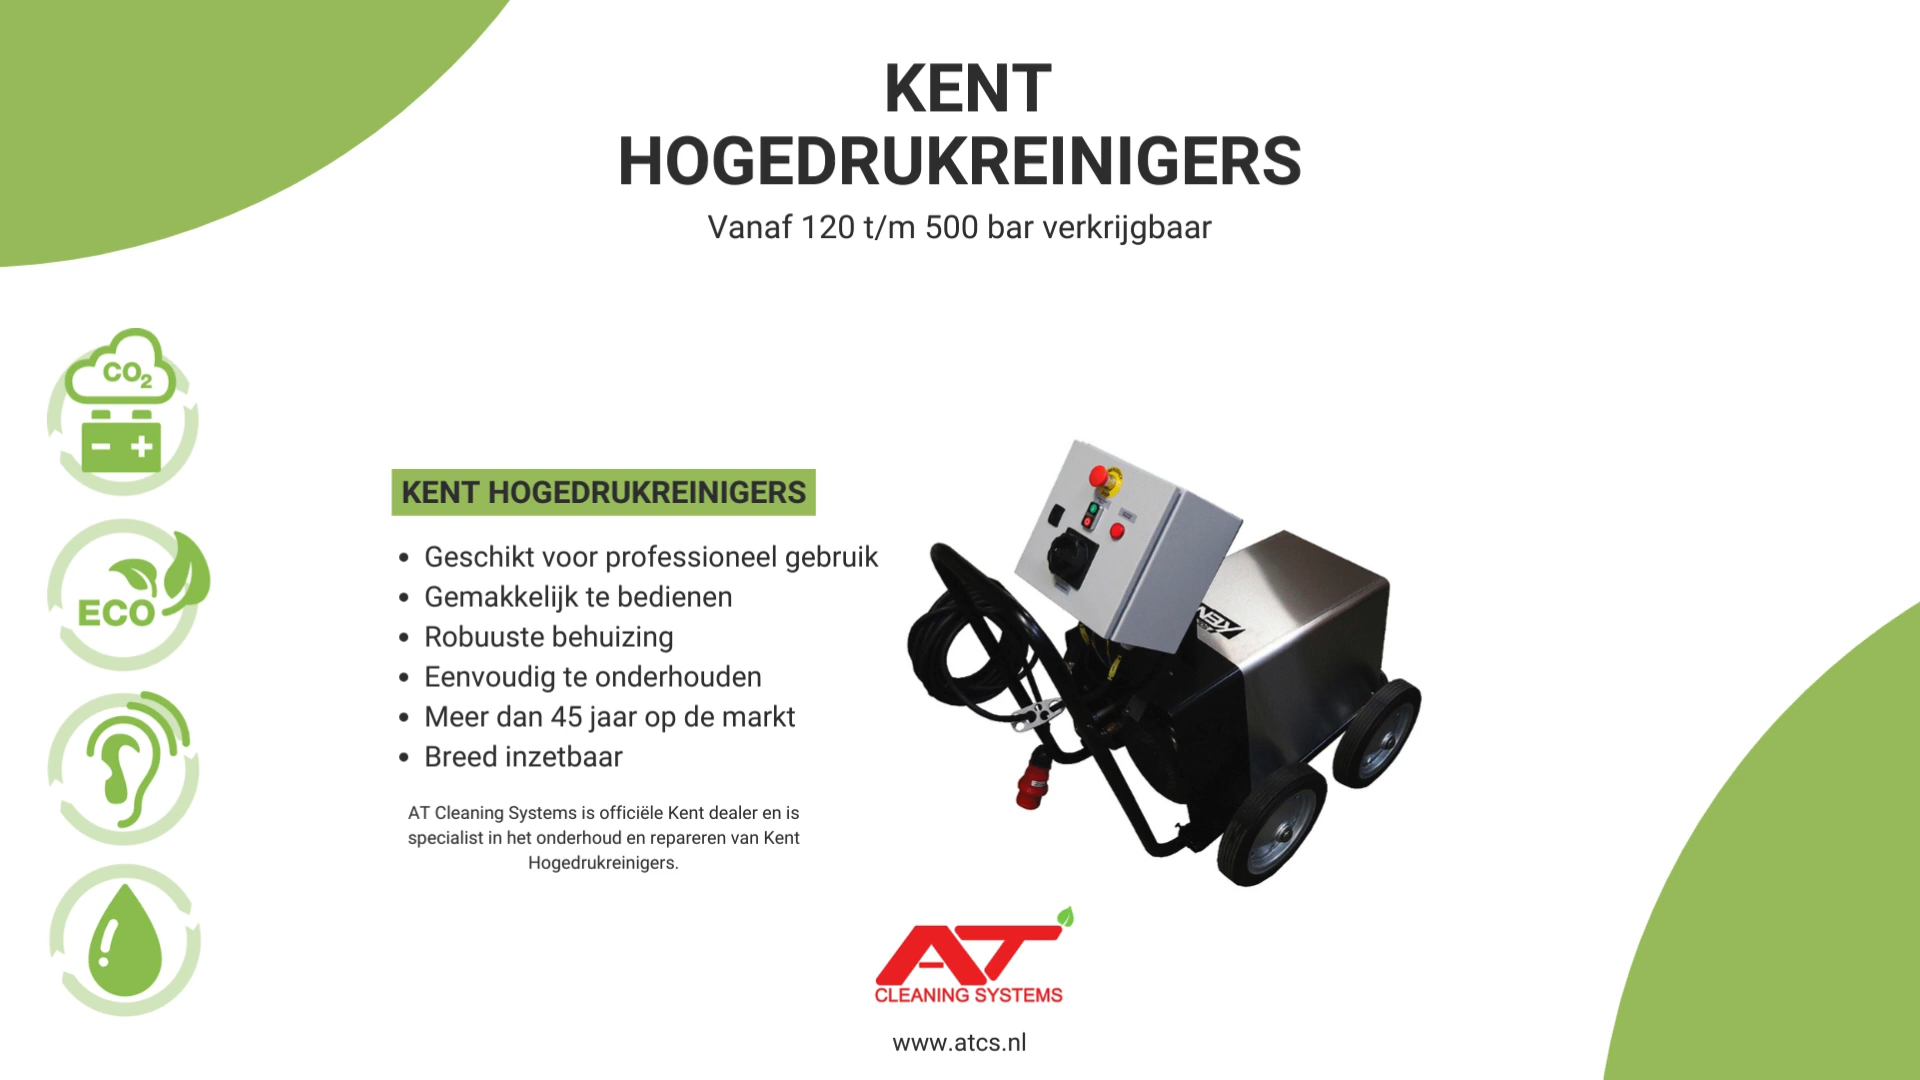 KENT
HOGEDRUKREINIGERS
Vanaf 120 t/m 500 bar verkrijgbaar
CO₂
ECO
KENT HOGEDRUKREINIGERS
• Geschikt voor professioneel gebruik
• Gemakkelijk te bedienen
• Robuuste behuizing
• Eenvoudig te onderhouden
• Meer dan 45 jaar op de markt
• Breed inzetbaar
AT Cleaning Systems is officiële Kent dealer en is
specialist in het onderhoud en repareren van Kent
Hogedrukreinigers.
AT
CLEANING SYSTEMS
www.atcs.nl